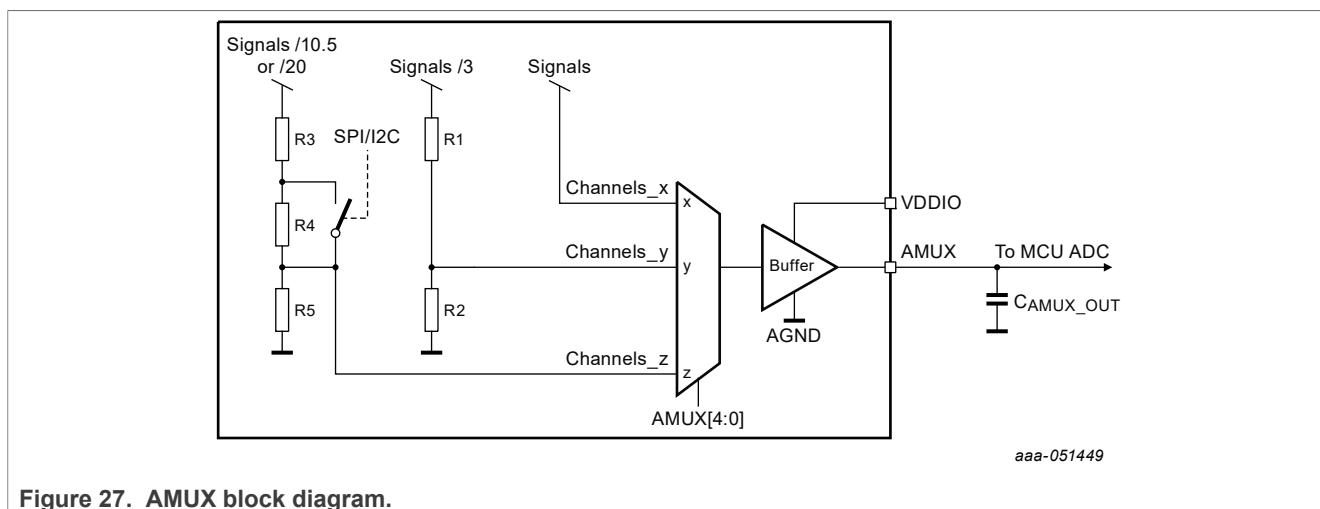 Signals /10.5
or /20
Signals /3
Signals
R3
SPI/I2C
R1
Channels_x
x
VDDIO
R4
Channels_y
y
Buffer
AMUX
To MCU ADC
R5
R2
CAMUX_OUT
AGND
Channels_z
z
AMUX[4:0]
aaa-051449
Figure 27. AMUX block diagram.